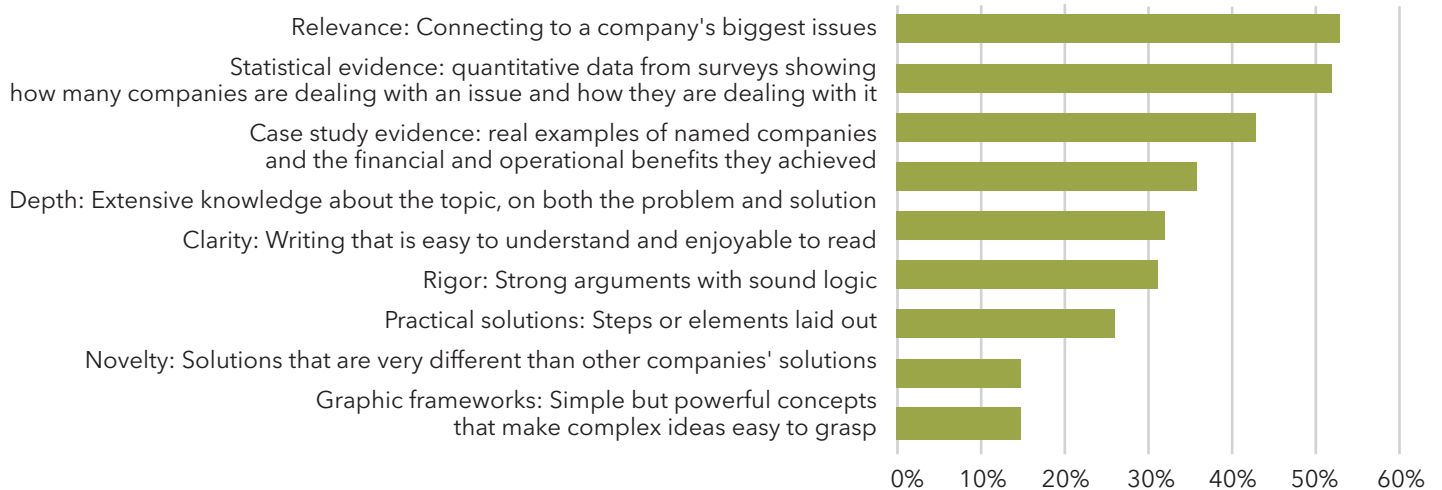 Relevance: Connecting to a company's biggest issues
Statistical evidence: quantitative data from surveys showing
how many companies are dealing with an issue and how they are dealing with it
Case study evidence: real examples of named companies
and the financial and operational benefits they achieved
Depth: Extensive knowledge about the topic, on both the problem and solution
Clarity: Writing that is easy to understand and enjoyable to read
Rigor: Strong arguments with sound logic
Practical solutions: Steps or elements laid out
Novelty: Solutions that are very different than other companies' solutions
Graphic frameworks: Simple but powerful concepts
that make complex ideas easy to grasp
0% 10% 20% 30% 40% 50% 60%